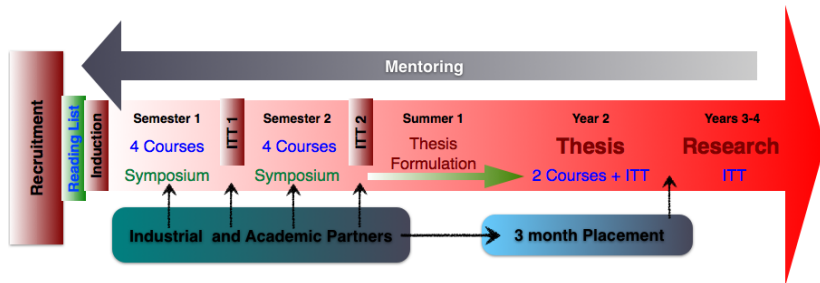 Mentoring
Recruitment
Reading List
Induction
Semester 1
4 Courses
Symposium
ITT 1
Semester 2
4 Courses
Symposium
ITT 2
Summer 1
Thesis
Formulation
Year 2
Thesis
2 Courses + ITT
Years 3-4
Research
ITT
Industrial and Academic Partners
3 month Placement